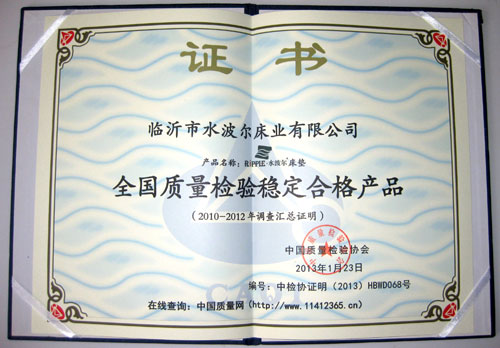 证书
临沂市水波尔床业有限公司
产品名称：RiPPLE·水波尔床垫
全国质量检验稳定合格产品
(2010-2012年调查汇总证明)
中国质量检验协会
2013年1月23日
编号：中检协证明(2013)HBWD068号
在线查询：中国质量网(http://www.11412365.cn)